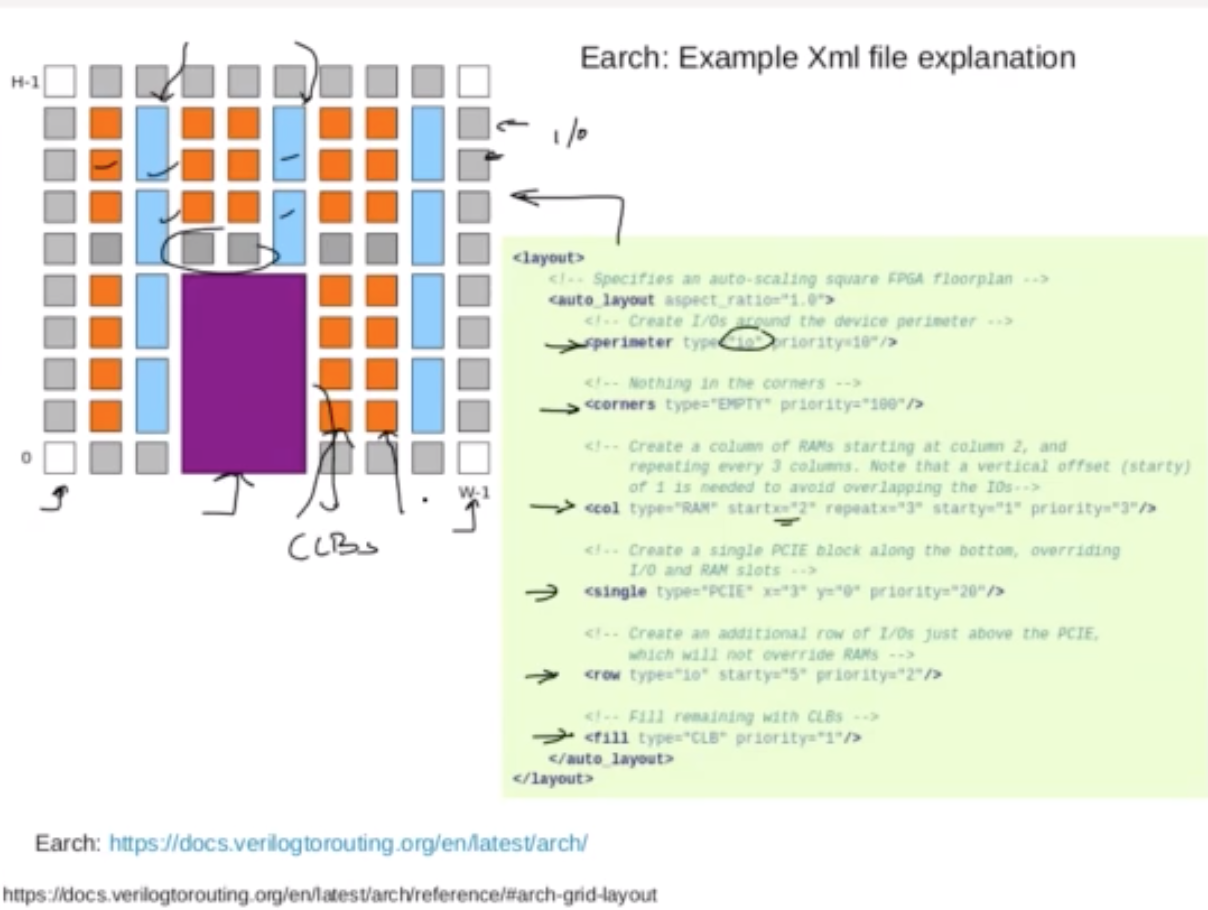 Earch: Example Xml file explanation
H-1
I/O
<layout>
<!-- Specifies an auto-scaling square FPGA floorplan -->
<auto_layout aspect_ratio="1.0">
<!-- Create I/Os around the device perimeter -->
<perimeter type="io" priority=10"/>
<!-- Nothing in the corners -->
<corners type="EMPTY" priority="100"/>
<!-- Create a column of RAMs starting at column 2, and
repeating every 3 columns. Note that a vertical offset (starty)
of 1 is needed to avoid overlapping the IOs-->
<col type="RAM" startx="2" repeatx="3" starty="1" priority="3"/>
<!-- Create a single PCIE block along the bottom, overriding
I/O and RAM slots -->
<single type="PCIE" x="3" y="0" priority="20"/>
<!-- Create an additional row of I/Os just above the PCIE,
which will not override RAMs -->
<row type="io" starty="5" priority="2"/>
<!-- Fill remaining with CLBs -->
<fill type="CLB" priority="1"/>
</auto_layout>
</layout>
0
W-1
CLBs
Earch: https://docs.verilogtorouting.org/en/latest/arch/
https://docs.verilogtorouting.org/en/latest/arch/reference/#arch-grid-layout